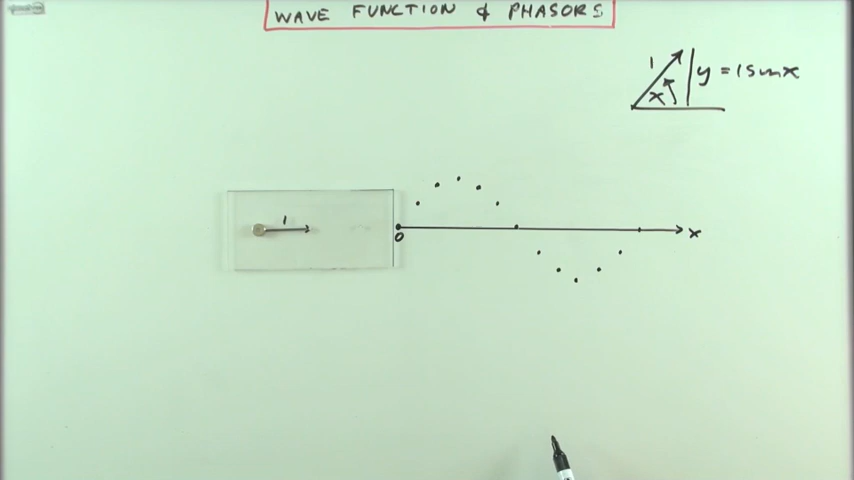 WAVE FUNCTION & PHASORS
1
y = 1 sin x
x
1
0
x